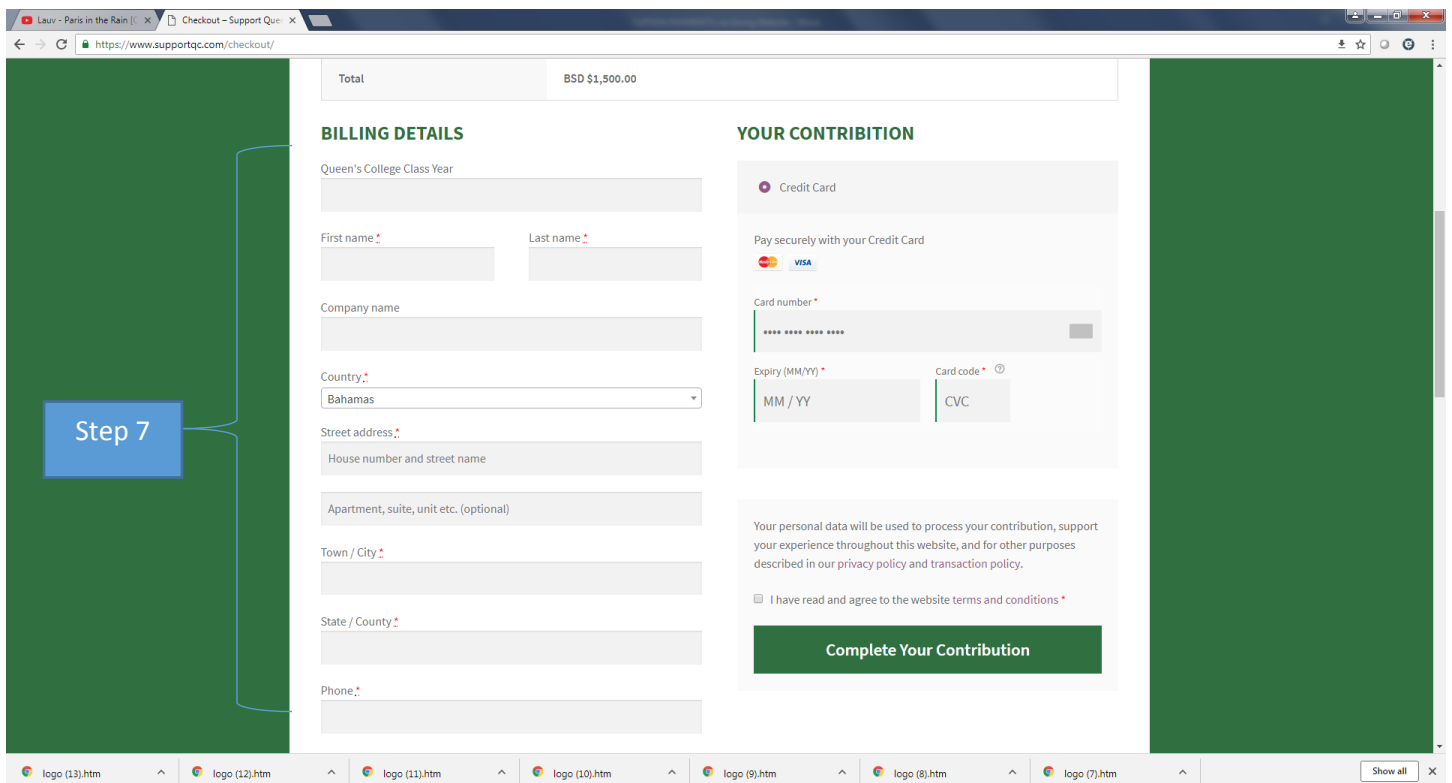 Lauv - Paris in the Rain [
Checkout – Support Que
https://www.supportqc.com/checkout/
Total BSD $1,500.00
BILLING DETAILS
Queen's College Class Year
First name * Last name *
Company name
Country *
Bahamas
Street address *
House number and street name
Apartment, suite, unit etc. (optional)
Town / City *
State / County *
Phone *
Step 7
YOUR CONTRIBITION
Credit Card
Pay securely with your Credit Card
VISA
Card number *
•••• •••• •••• ••••
Expiry (MM/YY) * Card code *
MM / YY CVC
Your personal data will be used to process your contribution, support
your experience throughout this website, and for other purposes
described in our privacy policy and transaction policy.
I have read and agree to the website terms and conditions *
Complete Your Contribution
logo (13).htm logo (12).htm logo (11).htm logo (10).htm logo (9).htm logo (8).htm logo (7).htm Show all